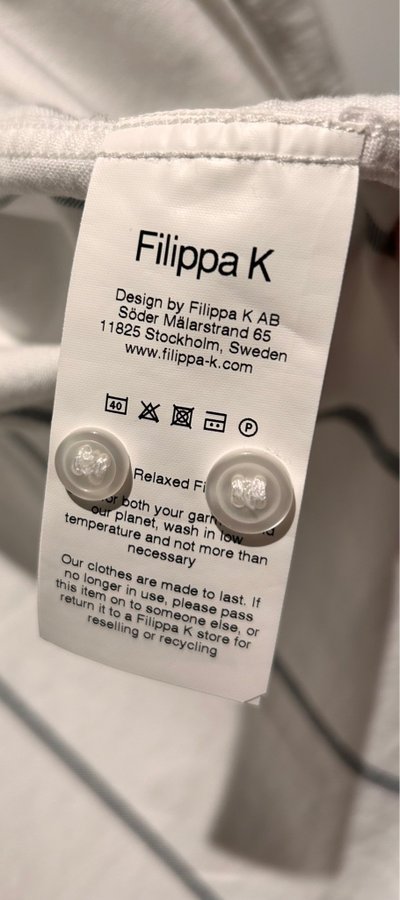 Filippa K
Design by Filippa K AB
Söder Mälarstrand 65
11825 Stockholm, Sweden
www.filippa-k.com
40 P
Relaxed
both your
our planet, wash in low
temperature and not more than
necessary
Our clothes are made to last. If
no longer in use, please pass
this item on to someone else, or
return it to a Filippa K store for
reselling or recycling